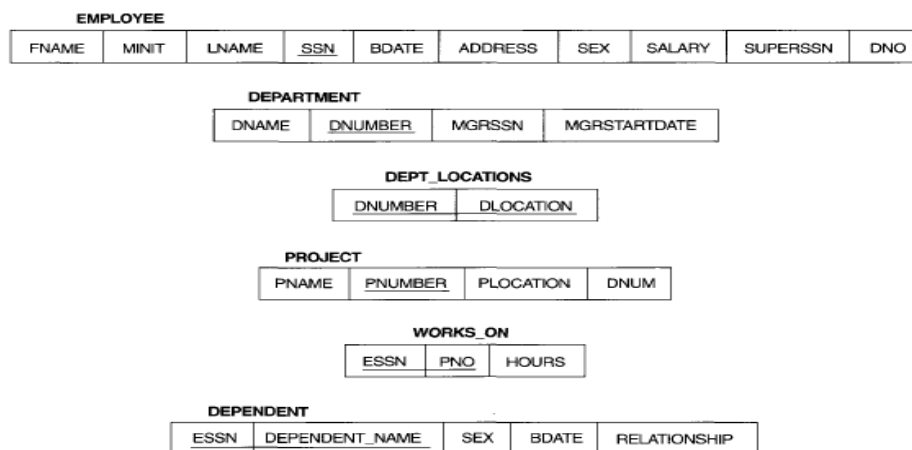 EMPLOYEE
FNAME MINIT LNAME SSN BDATE ADDRESS SEX SALARY SUPERSSN DNO
DEPARTMENT
DNAME DNUMBER MGRSSN MGRSTARTDATE
DEPT_LOCATIONS
DNUMBER DLOCATION
PROJECT
PNAME PNUMBER PLOCATION DNUM
WORKS_ON
ESSN PNO HOURS
DEPENDENT
ESSN DEPENDENT_NAME SEX BDATE RELATIONSHIP